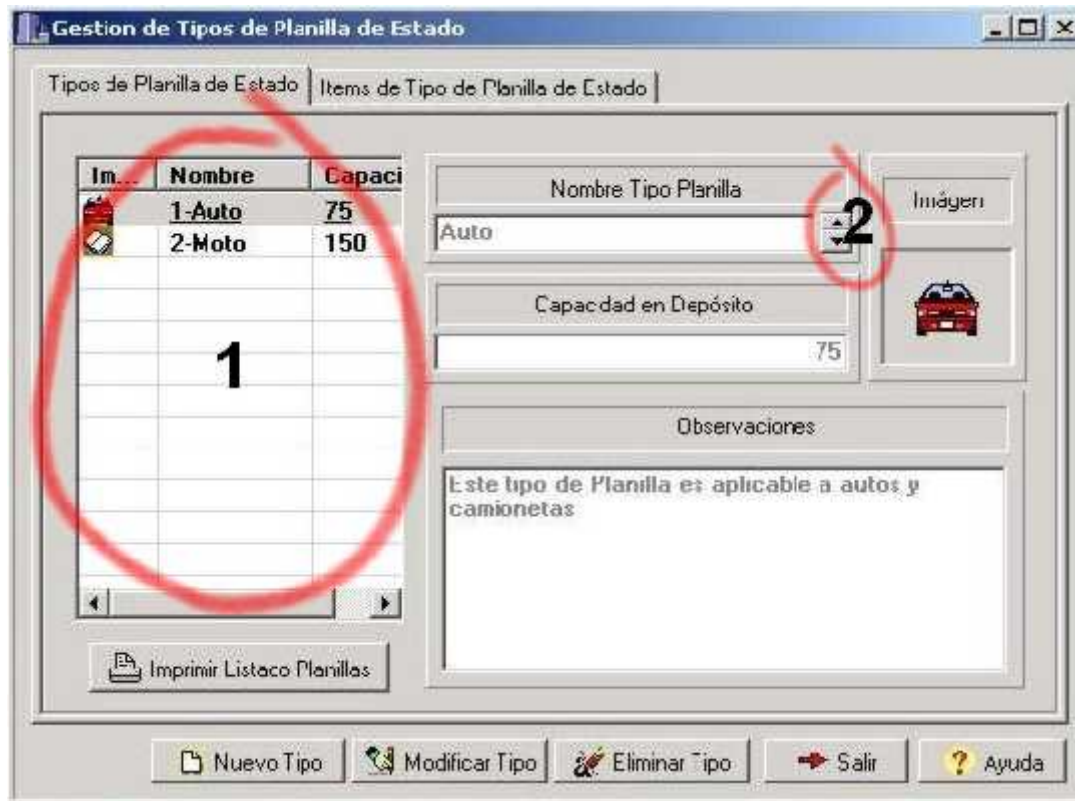 Gestion de Tipos de Planilla de Estado
Tipos de Planilla de Estado Items de Tipo de Planilla de Estado
Im... Nombre Capaci
1-Auto 75
2-Moto 150
1
Imprimir Listado Planillas
Nombre Tipo Planilla
Auto
2
Imágen
Capacidad en Depósito
75
Observaciones
Este tipo de Planilla es aplicable a autos y
camionetas
Nuevo Tipo Modificar Tipo Eliminar Tipo Salir Ayuda